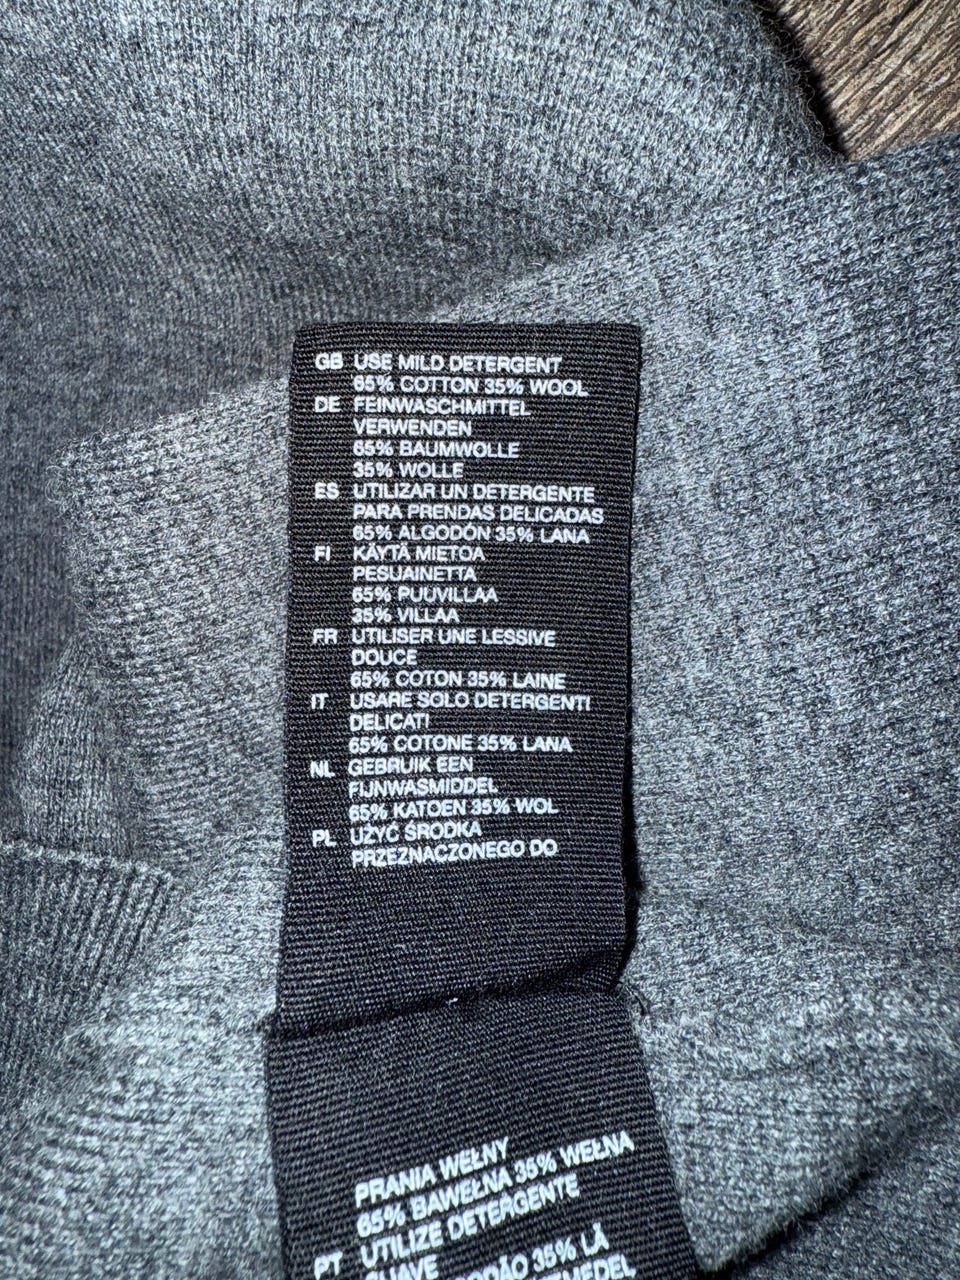 GB USE MILD DETERGENT
65% COTTON 35% WOOL
DE FEINWASCHMITTEL
VERWENDEN
65% BAUMWOLLE
35% WOLLE
ES UTILIZAR UN DETERGENTE
PARA PRENDAS DELICADAS
65% ALGODÓN 35% LANA
FI KÄYTÄ MIETOA
PESUAINETTA
65% PUUVILLAA
35% VILLAA
FR UTILISER UNE LESSIVE
DOUCE
65% COTON 35% LAINE
IT USARE SOLO DETERGENTI
DELICATI
65% COTONE 35% LANA
NL GEBRUIK EEN
FIJNWASMIDDEL
65% KATOEN 35% WOL
PL UŻYĆ ŚRODKA
PRZEZNACZONEGO DO
PRANIA WEŁNY
65% BAWEŁNA 35% WEŁNA
PT UTILIZE DETERGENTE
SUAVE
35% LÃ